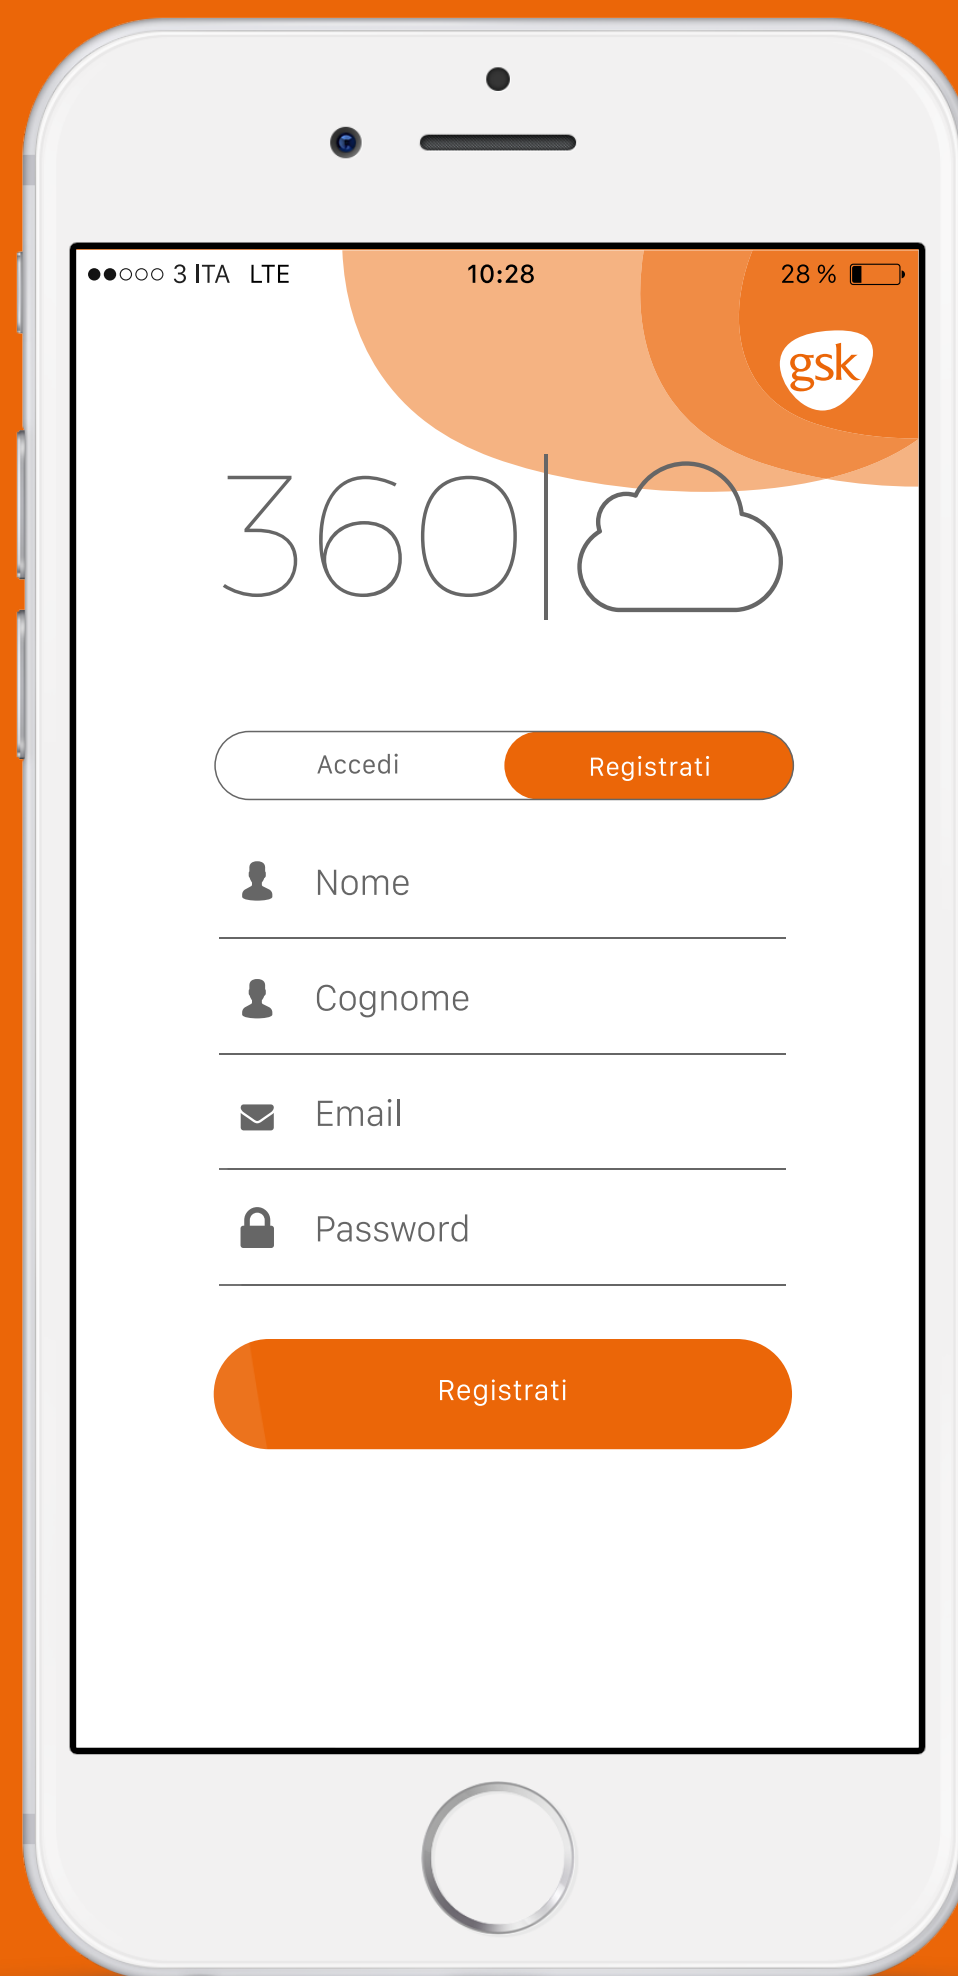 3 ITA LTE 10:28 28 %
gsk
360
Accedi Registrati
Nome
Cognome
Email
Password
Registrati